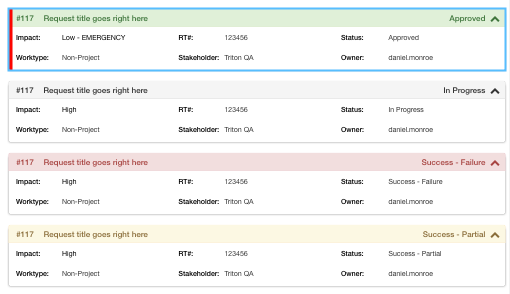 #117 Request title goes right here Approved
Impact: Low - EMERGENCY RT#: 123456 Status: Approved
Worktype: Non-Project Stakeholder: Triton QA Owner: daniel.monroe
#117 Request title goes right here In Progress
Impact: High RT#: 123456 Status: In Progress
Worktype: Non-Project Stakeholder: Triton QA Owner: daniel.monroe
#117 Request title goes right here Success - Failure
Impact: High RT#: 123456 Status: Success - Failure
Worktype: Non-Project Stakeholder: Triton QA Owner: daniel.monroe
#117 Request title goes right here Success - Partial
Impact: High RT#: 123456 Status: Success - Partial
Worktype: Non-Project Stakeholder: Triton QA Owner: daniel.monroe